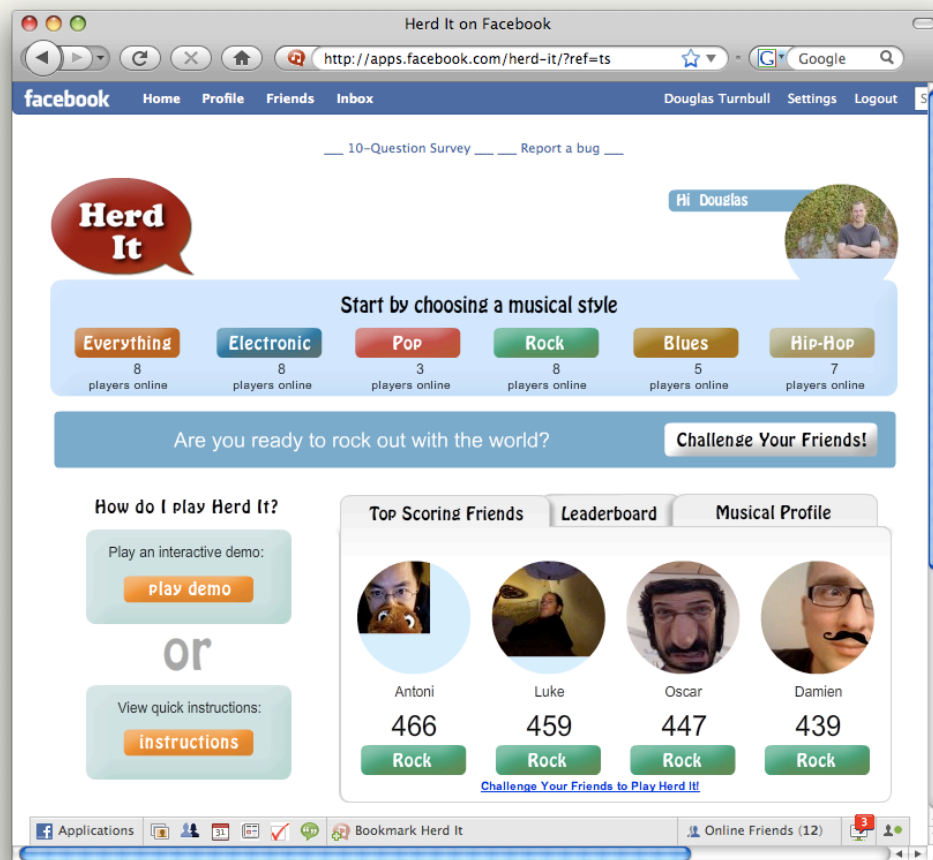 Herd It on Facebook
http://apps.facebook.com/herd-it/?ref=ts
G Google
facebook Home Profile Friends Inbox Douglas Turnbull Settings Logout S
___ 10-Question Survey ___ ___ Report a bug ___
Herd It
Hi Douglas
Start by choosing a musical style
Everything Electronic Pop Rock Blues Hip-Hop
8 8 3 8 5 7
players online players online players online players online players online players online
Are you ready to rock out with the world? Challenge Your Friends!
How do I play Herd It?
Play an interactive demo:
play demo
or
View quick instructions:
instructions
Top Scoring Friends Leaderboard Musical Profile
Antoni Luke Oscar Damien
466 459 447 439
Rock Rock Rock Rock
Challenge Your Friends to Play Herd It!
f Applications 31 Bookmark Herd It Online Friends (12) 3